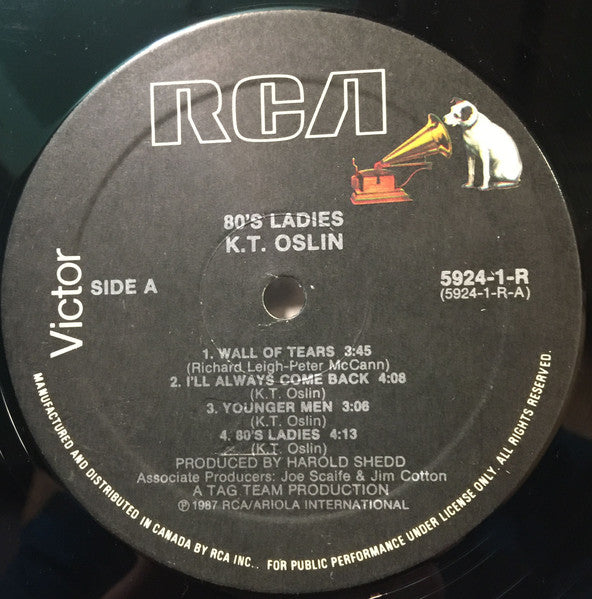 RCA
80'S LADIES
K.T. OSLIN
Victor
SIDE A
5924-1-R
(5924-1-R-A)
1. WALL OF TEARS 3:45
(Richard Leigh-Peter McCann)
2. I'LL ALWAYS COME BACK 4:08
(K.T. Oslin)
3. YOUNGER MEN 3:06
(K.T. Oslin)
4. 80'S LADIES 4:13
(K.T. Oslin)
PRODUCED BY HAROLD SHEDD
Associate Producers: Joe Scaife & Jim Cotton
A TAG TEAM PRODUCTION
℗ 1987 RCA/ARIOLA INTERNATIONAL
MANUFACTURED AND DISTRIBUTED IN CANADA BY RCA INC.. FOR PUBLIC PERFORMANCE UNDER LICENSE ONLY. ALL RIGHTS RESERVED.